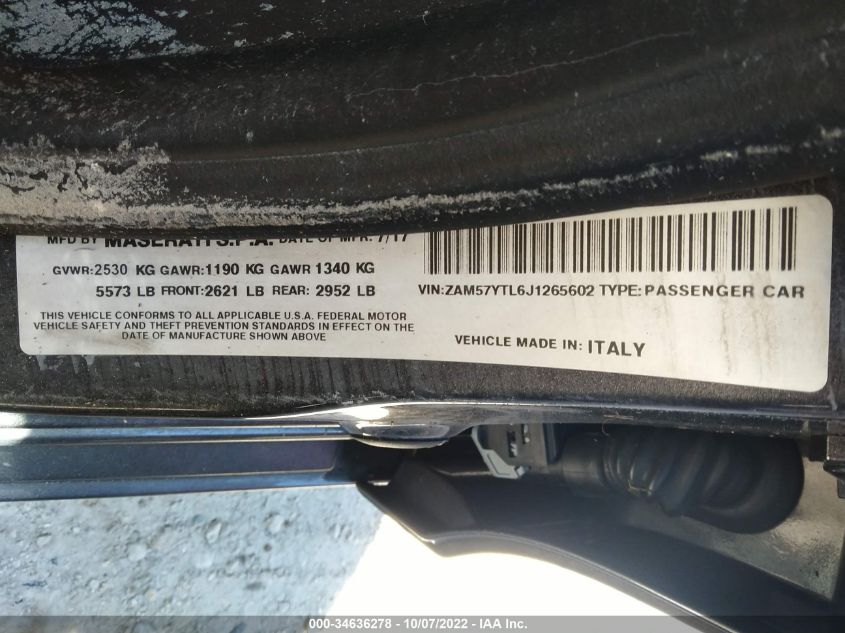 MFD BY MASERATI S.P.A. DATE OF MFR. 7/17
GVWR:2530 KG GAWR:1190 KG GAWR 1340 KG
5573 LB FRONT:2621 LB REAR: 2952 LB
THIS VEHICLE CONFORMS TO ALL APPLICABLE U.S.A. FEDERAL MOTOR
VEHICLE SAFETY AND THEFT PREVENTION STANDARDS IN EFFECT ON THE
DATE OF MANUFACTURE SHOWN ABOVE
VIN:ZAM57YTL6J1265602 TYPE:PASSENGER CAR
VEHICLE MADE IN: ITALY
000-34636278 - 10/07/2022 - IAA Inc.